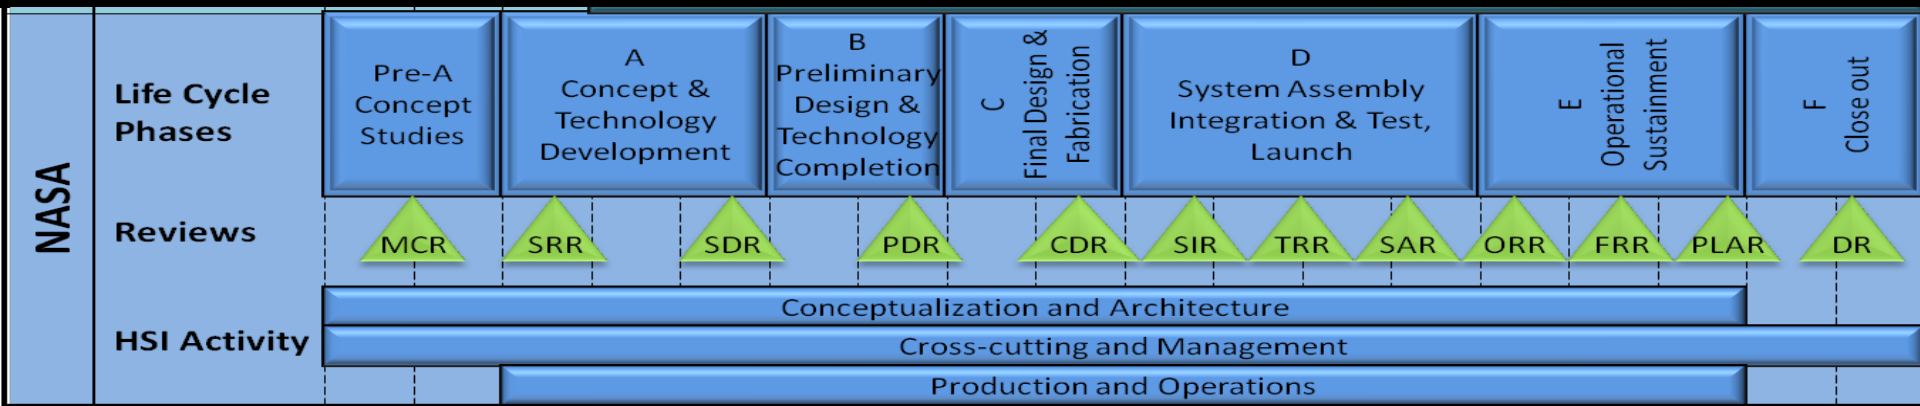 NASA
Life Cycle
Phases
Pre-A
Concept
Studies
A
Concept &
Technology
Development
B
Preliminary
Design &
Technology
Completion
C
Final Design &
Fabrication
D
System Assembly
Integration & Test,
Launch
E
Operational
Sustainment
F
Close out
Reviews
MCR
SRR
SDR
PDR
CDR
SIR
TRR
SAR
ORR
FRR
PLAR
DR
HSI Activity
Conceptualization and Architecture
Cross-cutting and Management
Production and Operations